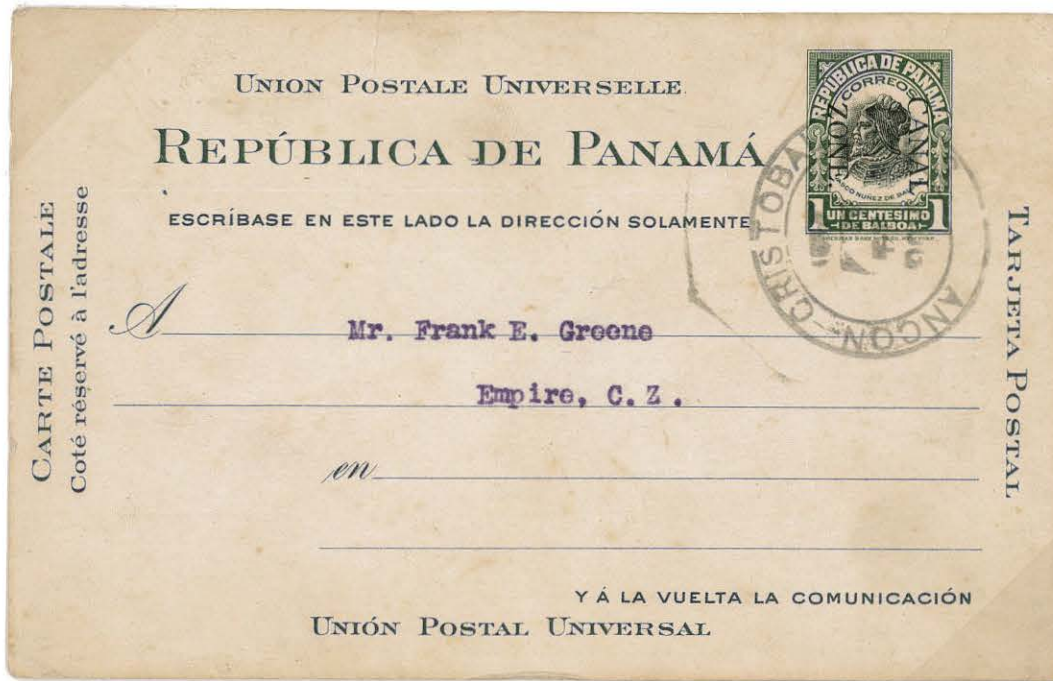 UNION POSTALE UNIVERSELLE
REPÚBLICA DE PANAMÁ
ESCRÍBASE EN ESTE LADO LA DIRECCIÓN SOLAMENTE
REPÚBLICA DE PANAMA
CORREOS
CANAL
ZONE.
1 UN CENTESIMO 1
DE BALBOA
ANCON-CRISTOBAL
CARTE POSTALE
Coté réservé à l'adresse
TARJETA POSTAL
A Mr. Frank E. Greene
Empire, C.Z.
en
Y Á LA VUELTA LA COMUNICACIÓN
UNIÓN POSTAL UNIVERSAL